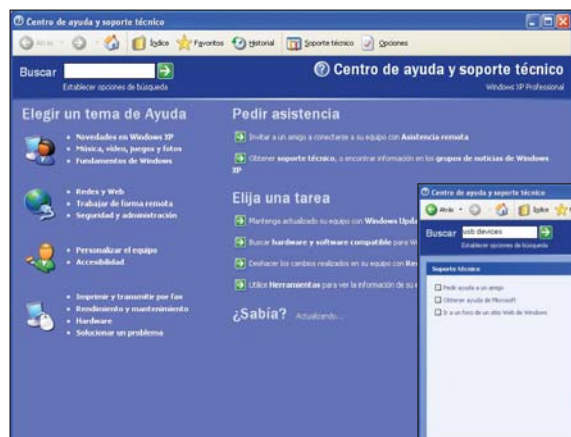 Centro de ayuda y soporte técnico
Atrás Índice Favoritos Historial Soporte técnico Opciones
Buscar
Establecer opciones de búsqueda
Centro de ayuda y soporte técnico
Windows XP Professional
Elegir un tema de Ayuda
Novedades en Windows XP
Música, vídeo, juegos y fotos
Fundamentos de Windows
Redes y Web
Trabajar de forma remota
Seguridad y administración
Personalizar el equipo
Accesibilidad
Imprimir y transmitir por fax
Rendimiento y mantenimiento
Hardware
Solucionar un problema
Pedir asistencia
Invitar a un amigo a conectarse a su equipo con Asistencia remota
Obtener soporte técnico, o encontrar información en los grupos de noticias de Windows
XP
Elija una tarea
Mantenga actualizado su equipo con Windows Upda
Buscar hardware y software compatible para Wi
Deshacer los cambios realizados en su equipo con Res
Utilice Herramientas para ver la información de su e
¿Sabía? Actualizando...
Centro de ayuda y soporte técnico
Atrás Índice
Buscar usb devices
Establecer opciones de búsqueda
Soporte técnico
Pedir ayuda a un amigo
Obtener ayuda de Microsoft
Ir a un foro de un sitio Web de Windows